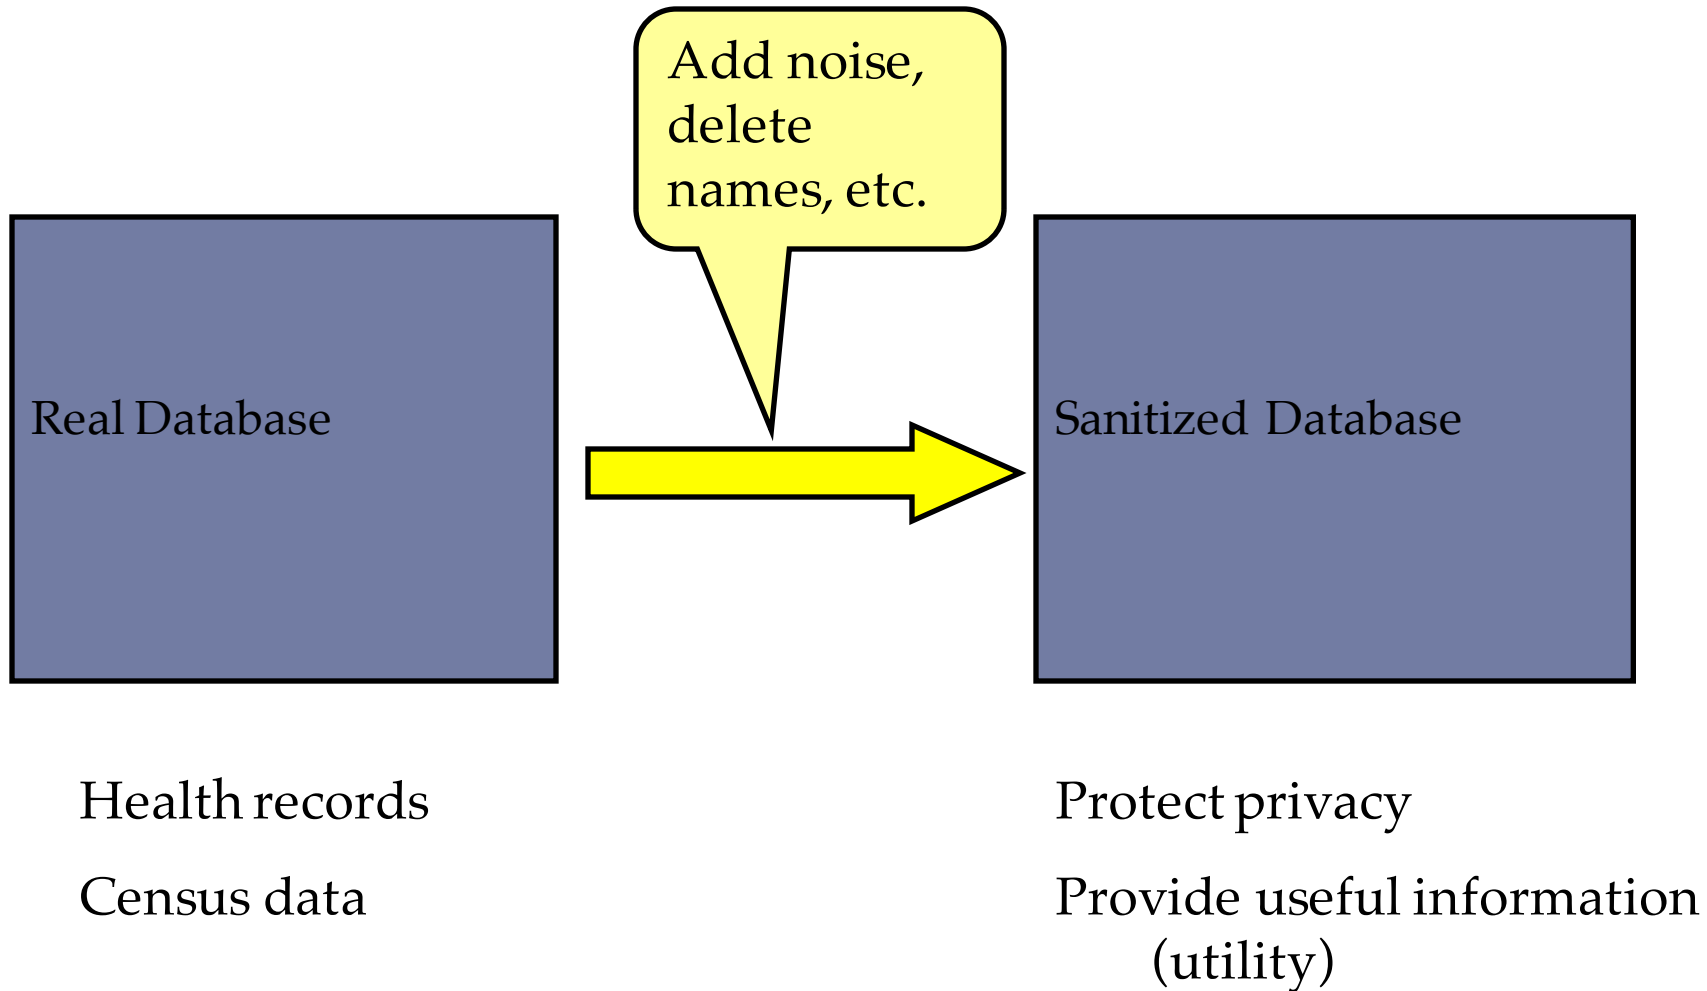 Add noise,
delete
names, etc.
Real Database
Sanitized Database
Health records
Census data
Protect privacy
Provide useful information
(utility)